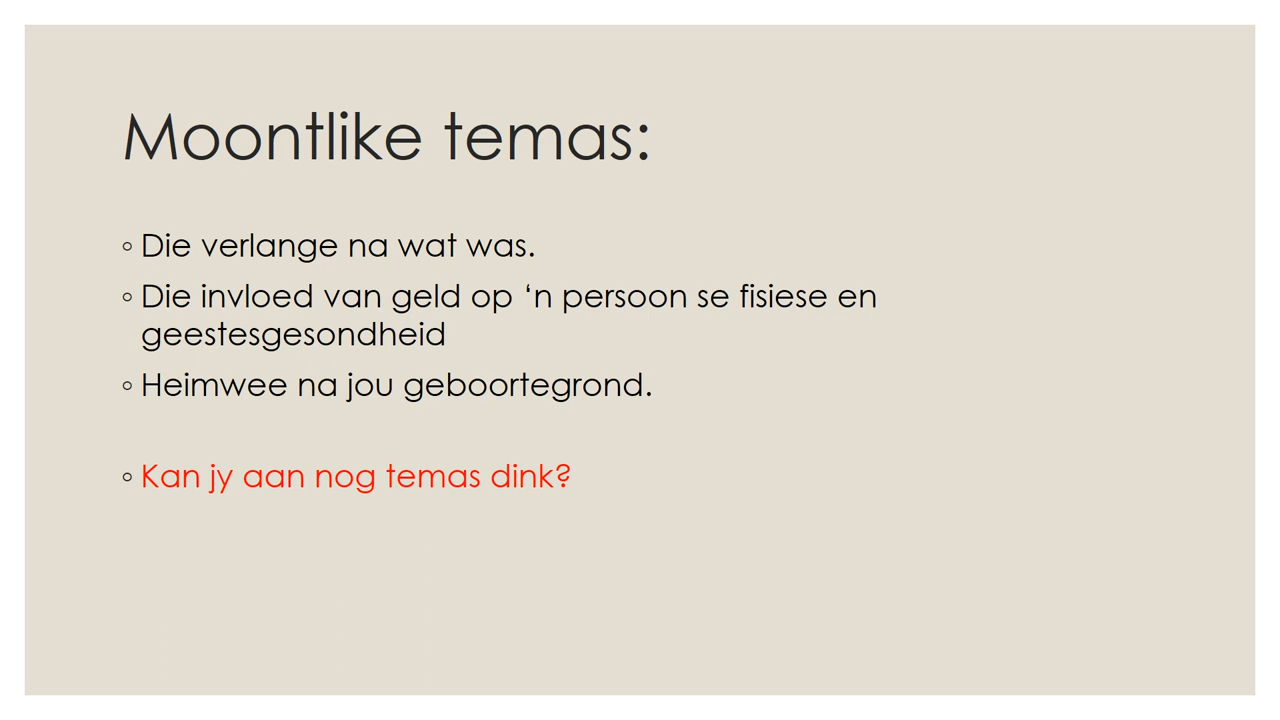 Moontlike temas:
◦ Die verlange na wat was.
◦ Die invloed van geld op ‘n persoon se fisiese en
geestesgesondheid
◦ Heimwee na jou geboortegrond.
◦ Kan jy aan nog temas dink?